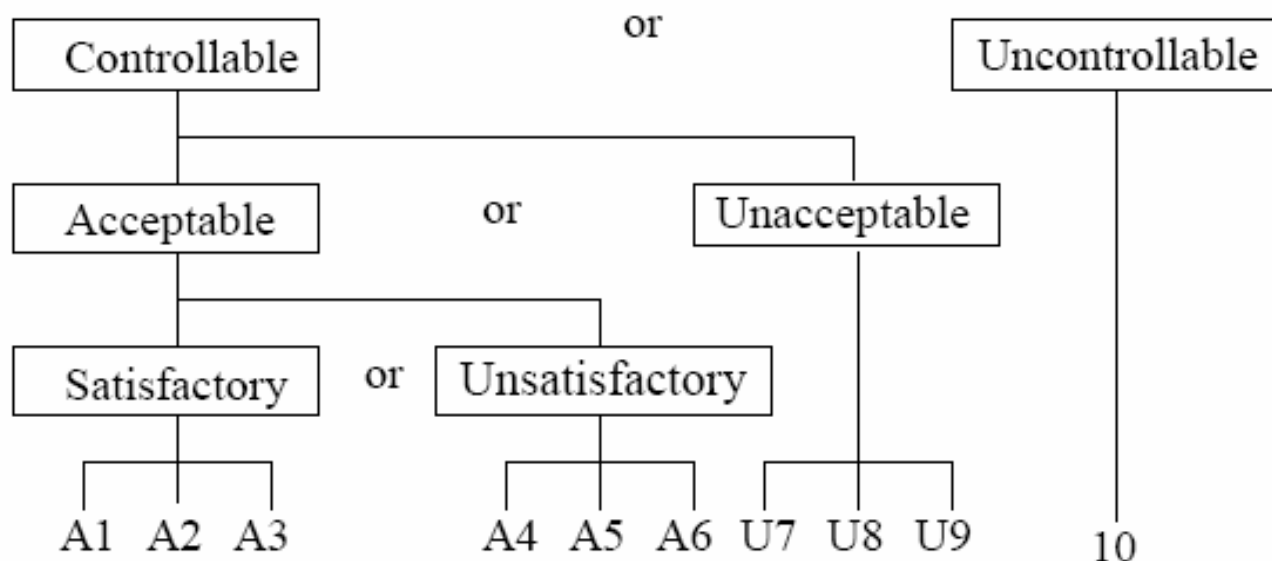 or
Controllable
Uncontrollable
Acceptable
or
Unacceptable
Satisfactory
or
Unsatisfactory
A1 A2 A3 A4 A5 A6 U7 U8 U9 10